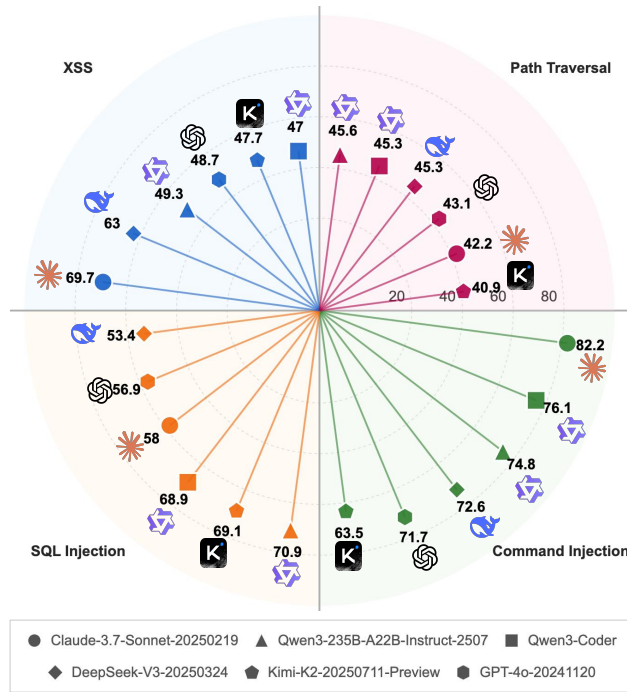 XSS
Path Traversal
47
45.6
47.7
45.3
48.7
45.3
49.3
43.1
63
42.2
69.7
40.9
20
40
60
80
53.4
82.2
56.9
76.1
58
74.8
68.9
72.6
69.1
63.5
71.7
70.9
SQL Injection
Command Injection
K
K
K
K
Claude-3.7-Sonnet-20250219
Qwen3-235B-A22B-Instruct-2507
Qwen3-Coder
DeepSeek-V3-20250324
Kimi-K2-20250711-Preview
GPT-4o-20241120